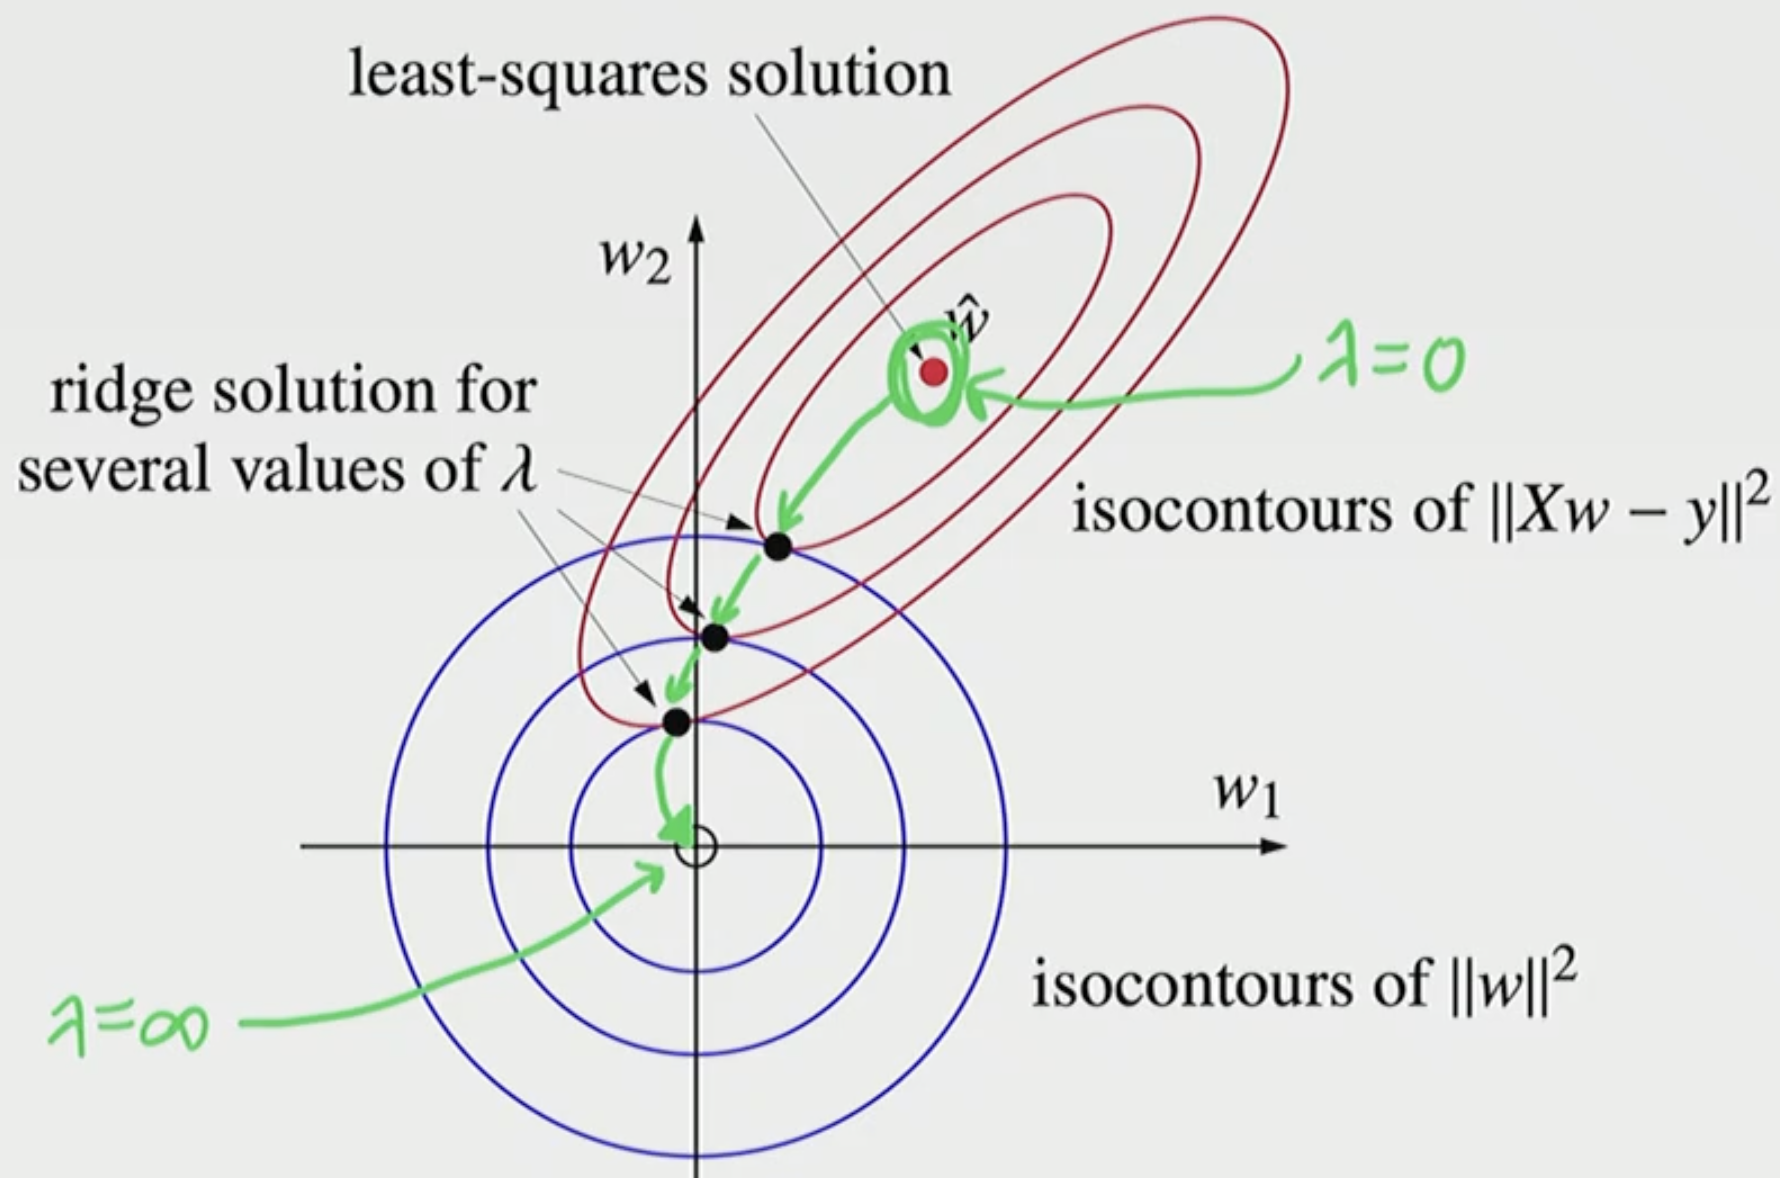 least-squares solution
w₂
ŵ
λ=0
ridge solution for
several values of λ
isocontours of ||Xw − y||²
w₁
isocontours of ||w||²
λ=∞